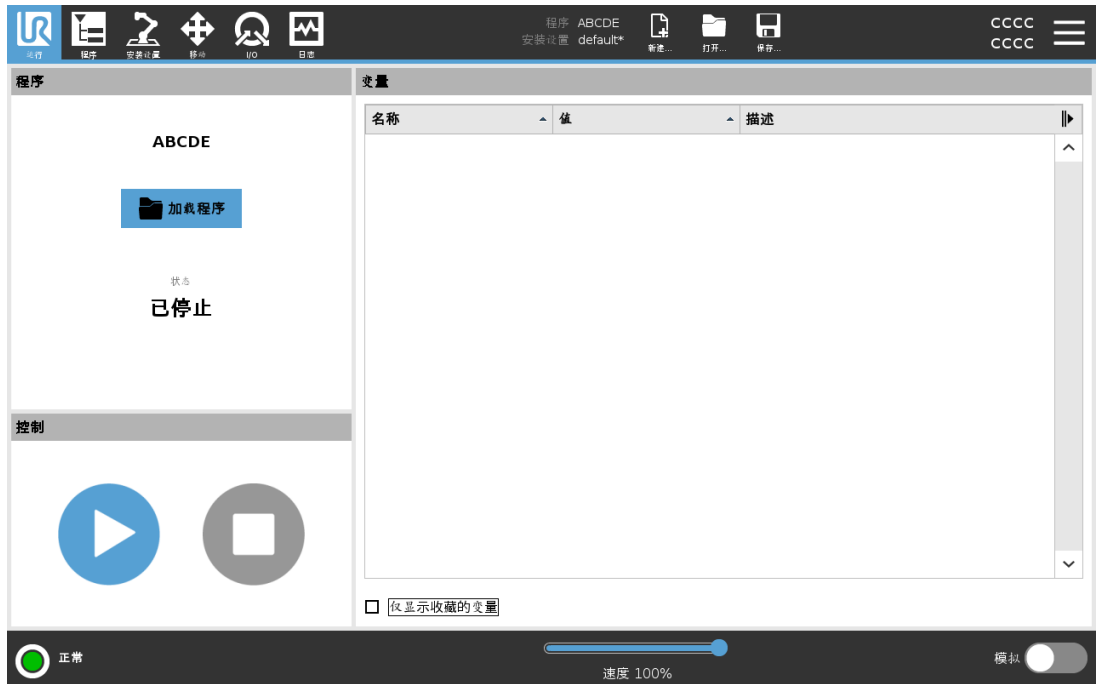 程序 ABCDE
安装设置 default*
CCCC
CCCC
运行
程序
安装设置
移动
I/O
日志
新建...
打开...
保存...
程序
变量
名称
值
描述
ABCDE
加载程序
状态
已停止
控制
仅显示收藏的变量
正常
速度 100%
模拟